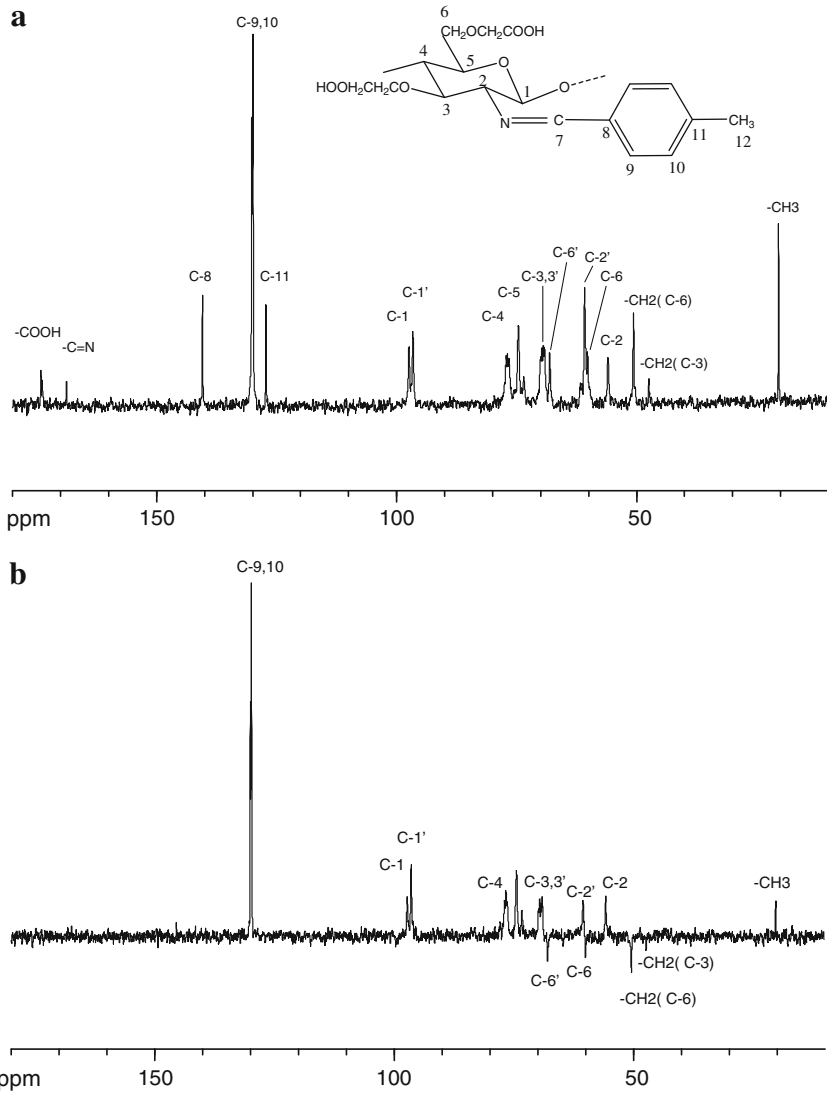 a
C-9,10
6
CH₂OCH₂COOH
4
5
O
HOOH₂CH₂CO
2
1
O
3
N
C
7
8
9
10
11
CH₃
12
-CH3
C-8
C-11
-COOH
-C=N
C-1'
C-1
C-5
C-4
C-3,3'
C-6'
C-2'
C-6
C-2
-CH2( C-6)
-CH2( C-3)
ppm 150 100 50
b
C-9,10
C-1'
C-1
C-4
C-3,3'
C-2'
C-2
-CH3
C-6'
C-6
-CH2( C-3)
-CH2( C-6)
ppm 150 100 50